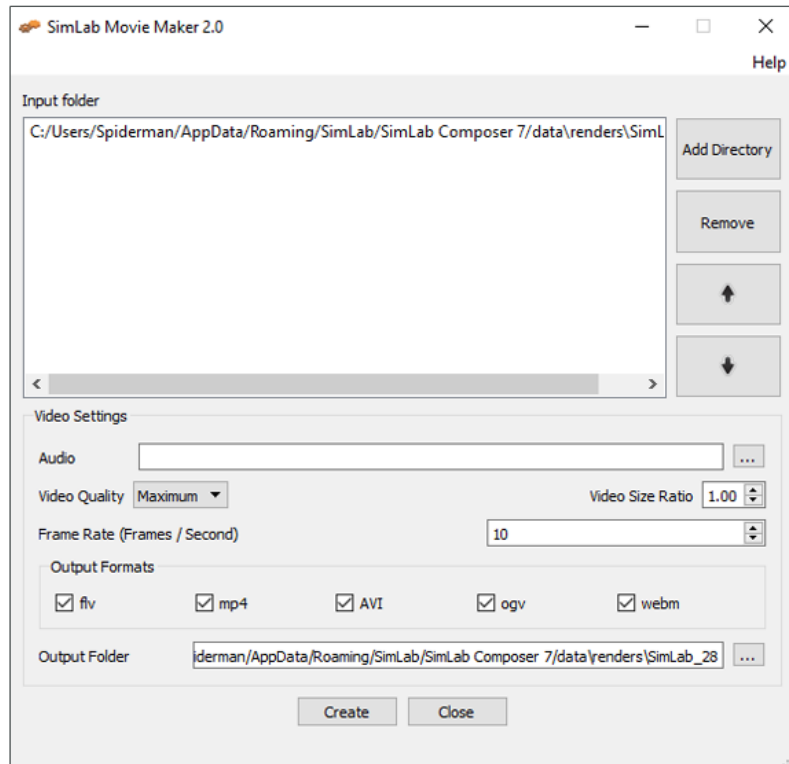 SimLab Movie Maker 2.0
Help
Input folder
C:/Users/Spiderman/AppData/Roaming/SimLab/SimLab Composer 7/data\renders\SimL
Add Directory
Remove
Video Settings
Audio
...
Video Quality Maximum Video Size Ratio 1.00
Frame Rate (Frames / Second) 10
Output Formats
flv mp4 AVI ogv webm
Output Folder iderman/AppData/Roaming/SimLab/SimLab Composer 7/data\renders\SimLab_28 ...
Create Close